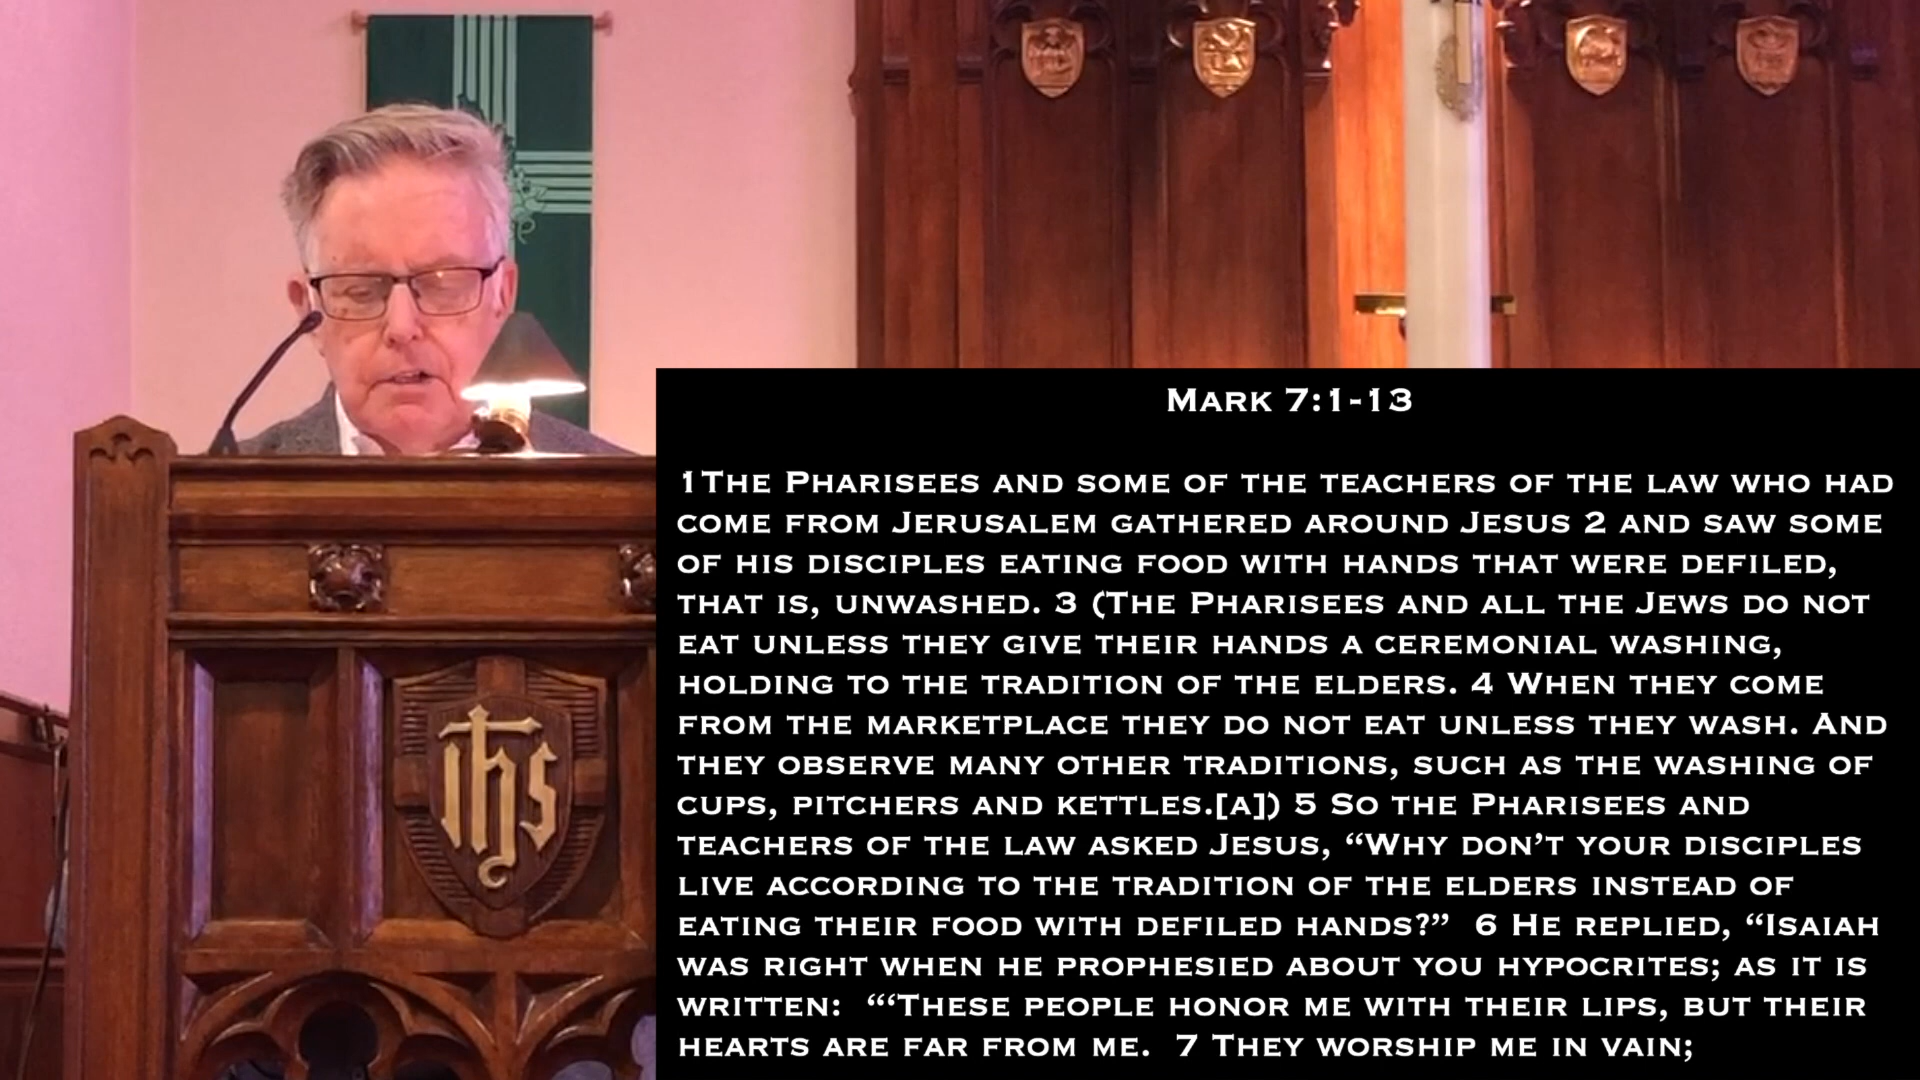 ihs
Mark 7:1-13
1The Pharisees and some of the teachers of the law who had
come from Jerusalem gathered around Jesus 2 and saw some
of his disciples eating food with hands that were defiled,
that is, unwashed. 3 (The Pharisees and all the Jews do not
eat unless they give their hands a ceremonial washing,
holding to the tradition of the elders. 4 When they come
from the marketplace they do not eat unless they wash. And
they observe many other traditions, such as the washing of
cups, pitchers and kettles.[a]) 5 So the Pharisees and
teachers of the law asked Jesus, “Why don’t your disciples
live according to the tradition of the elders instead of
eating their food with defiled hands?”  6 He replied, “Isaiah
was right when he prophesied about you hypocrites; as it is
written:  “‘These people honor me with their lips, but their
hearts are far from me.  7 They worship me in vain;